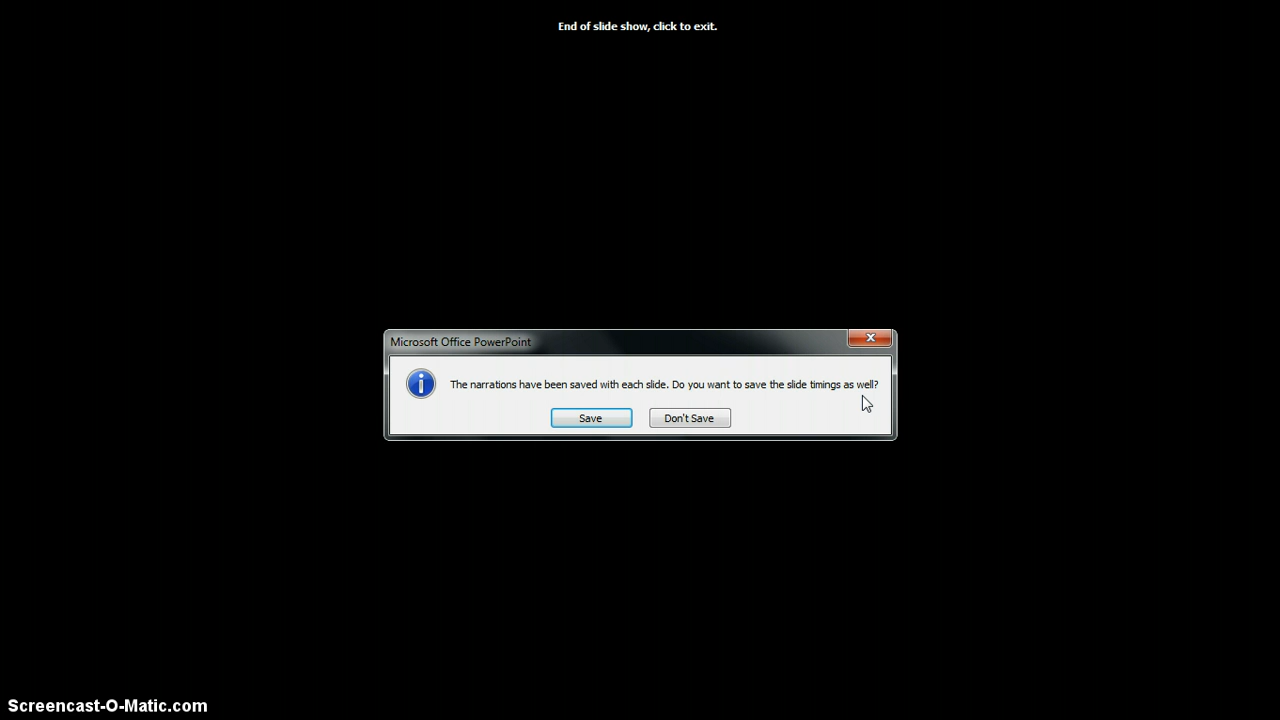 End of slide show, click to exit.
Microsoft Office PowerPoint
The narrations have been saved with each slide. Do you want to save the slide timings as well?
Save
Don't Save
Screencast-O-Matic.com